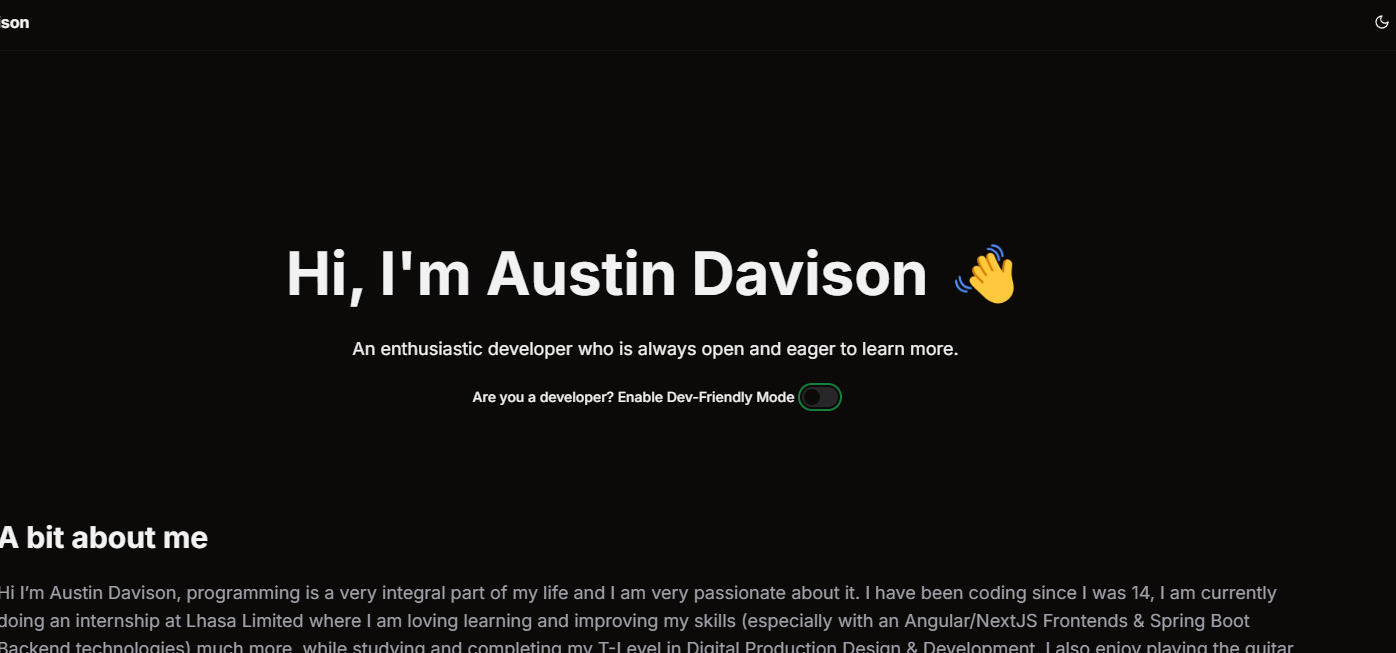 ison
Hi, I'm Austin Davison 👋
An enthusiastic developer who is always open and eager to learn more.
Are you a developer? Enable Dev-Friendly Mode
A bit about me
Hi I’m Austin Davison, programming is a very integral part of my life and I am very passionate about it. I have been coding since I was 14, I am currently
doing an internship at Lhasa Limited where I am loving learning and improving my skills (especially with an Angular/NextJS Frontends & Spring Boot
Backend technologies) much more, while studying and completing my T-Level in Digital Production Design & Development. I also enjoy playing the guitar